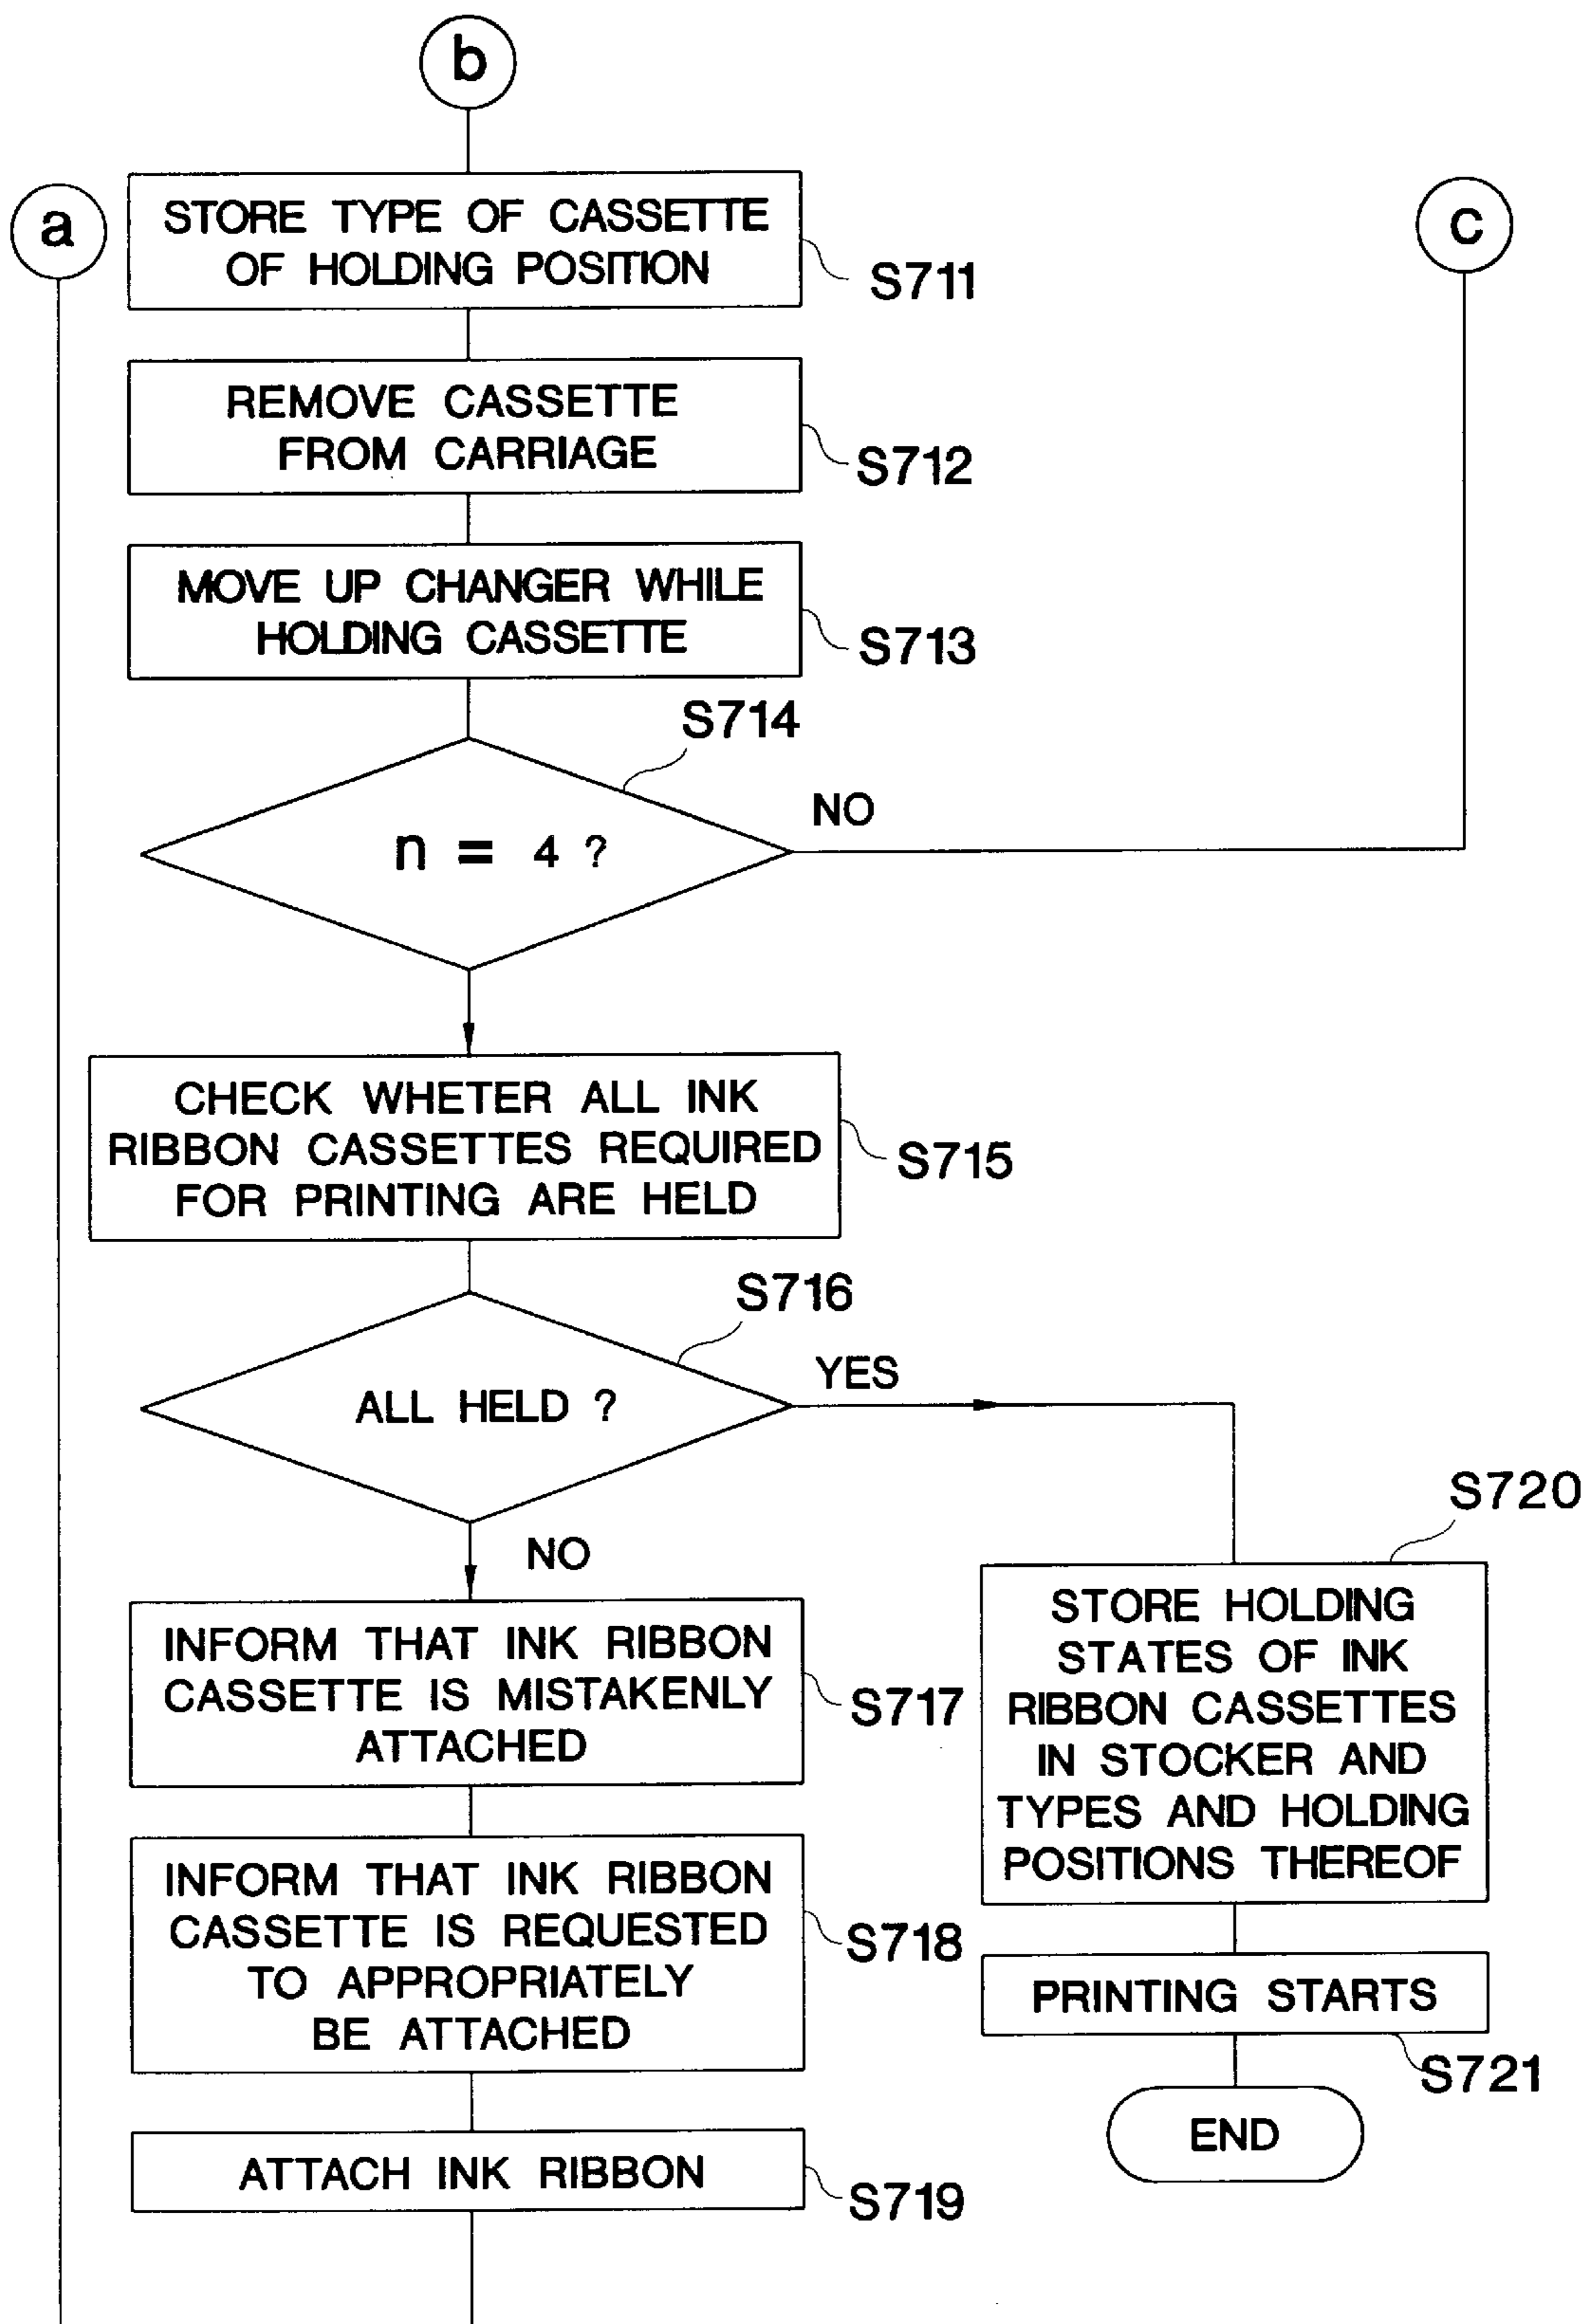 b
a
c
STORE TYPE OF CASSETTE
OF HOLDING POSITION
S711
REMOVE CASSETTE
FROM CARRIAGE
S712
MOVE UP CHANGER WHILE
HOLDING CASSETTE
S713
S714
n = 4 ?
NO
CHECK WHETER ALL INK
RIBBON CASSETTES REQUIRED
FOR PRINTING ARE HELD
S715
S716
ALL HELD ?
YES
NO
INFORM THAT INK RIBBON
CASSETTE IS MISTAKENLY
ATTACHED
S717
INFORM THAT INK RIBBON
CASSETTE IS REQUESTED
TO APPROPRIATELY
BE ATTACHED
S718
ATTACH INK RIBBON
S719
S720
STORE HOLDING
STATES OF INK
RIBBON CASSETTES
IN STOCKER AND
TYPES AND HOLDING
POSITIONS THEREOF
PRINTING STARTS
S721
END